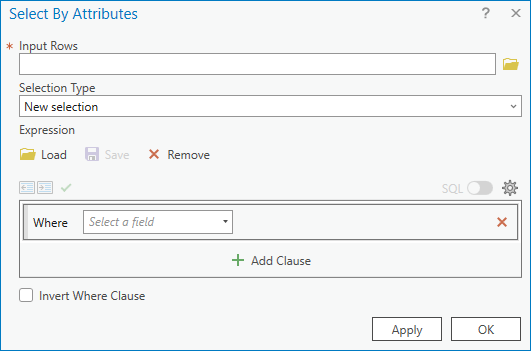 Select By Attributes ? ×
* Input Rows
Selection Type
New selection
Expression
Load Save Remove
SQL
Where Select a field
Add Clause
Invert Where Clause
Apply OK